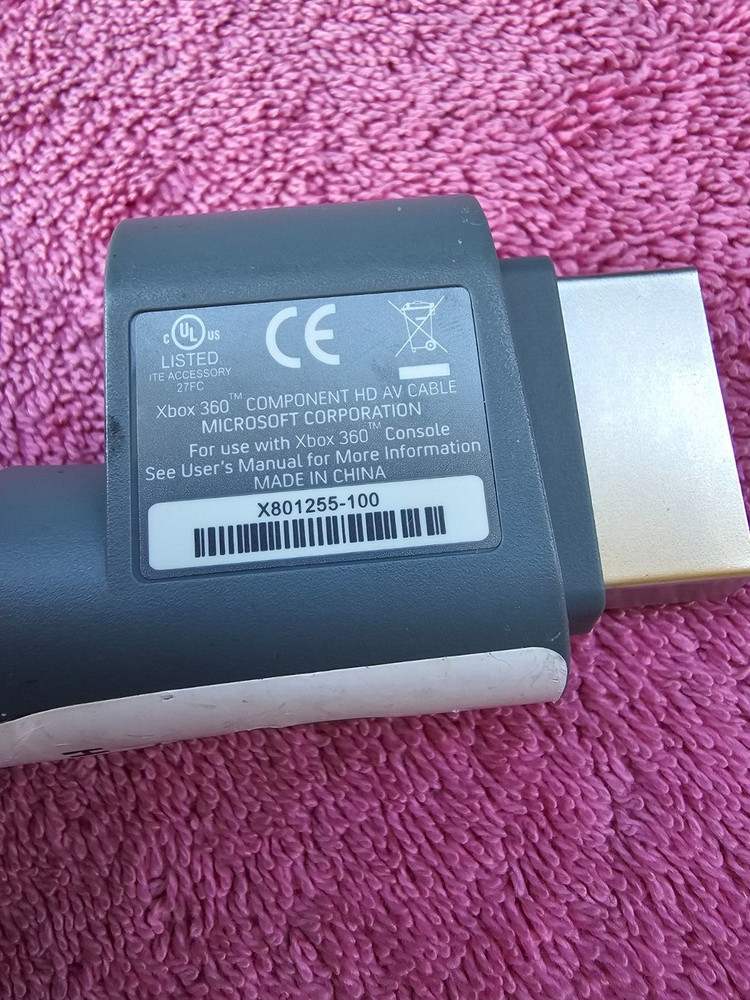 c UL US
LISTED
ITE ACCESSORY
27FC
CE
Xbox 360™ COMPONENT HD AV CABLE
MICROSOFT CORPORATION
For use with Xbox 360™ Console
See User's Manual for More Information
MADE IN CHINA
X801255-100